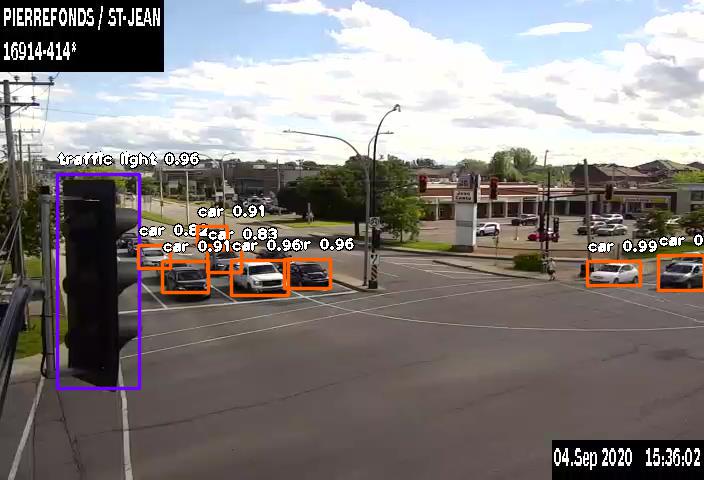 PIERREFONDS / ST-JEAN
16914-414*
traffic light 0.96
car 0.91
car 0.8
car 0.83
car 0.91
car 0.96
r 0.96
car 0.99
car 0
04.Sep 2020 15:36:02